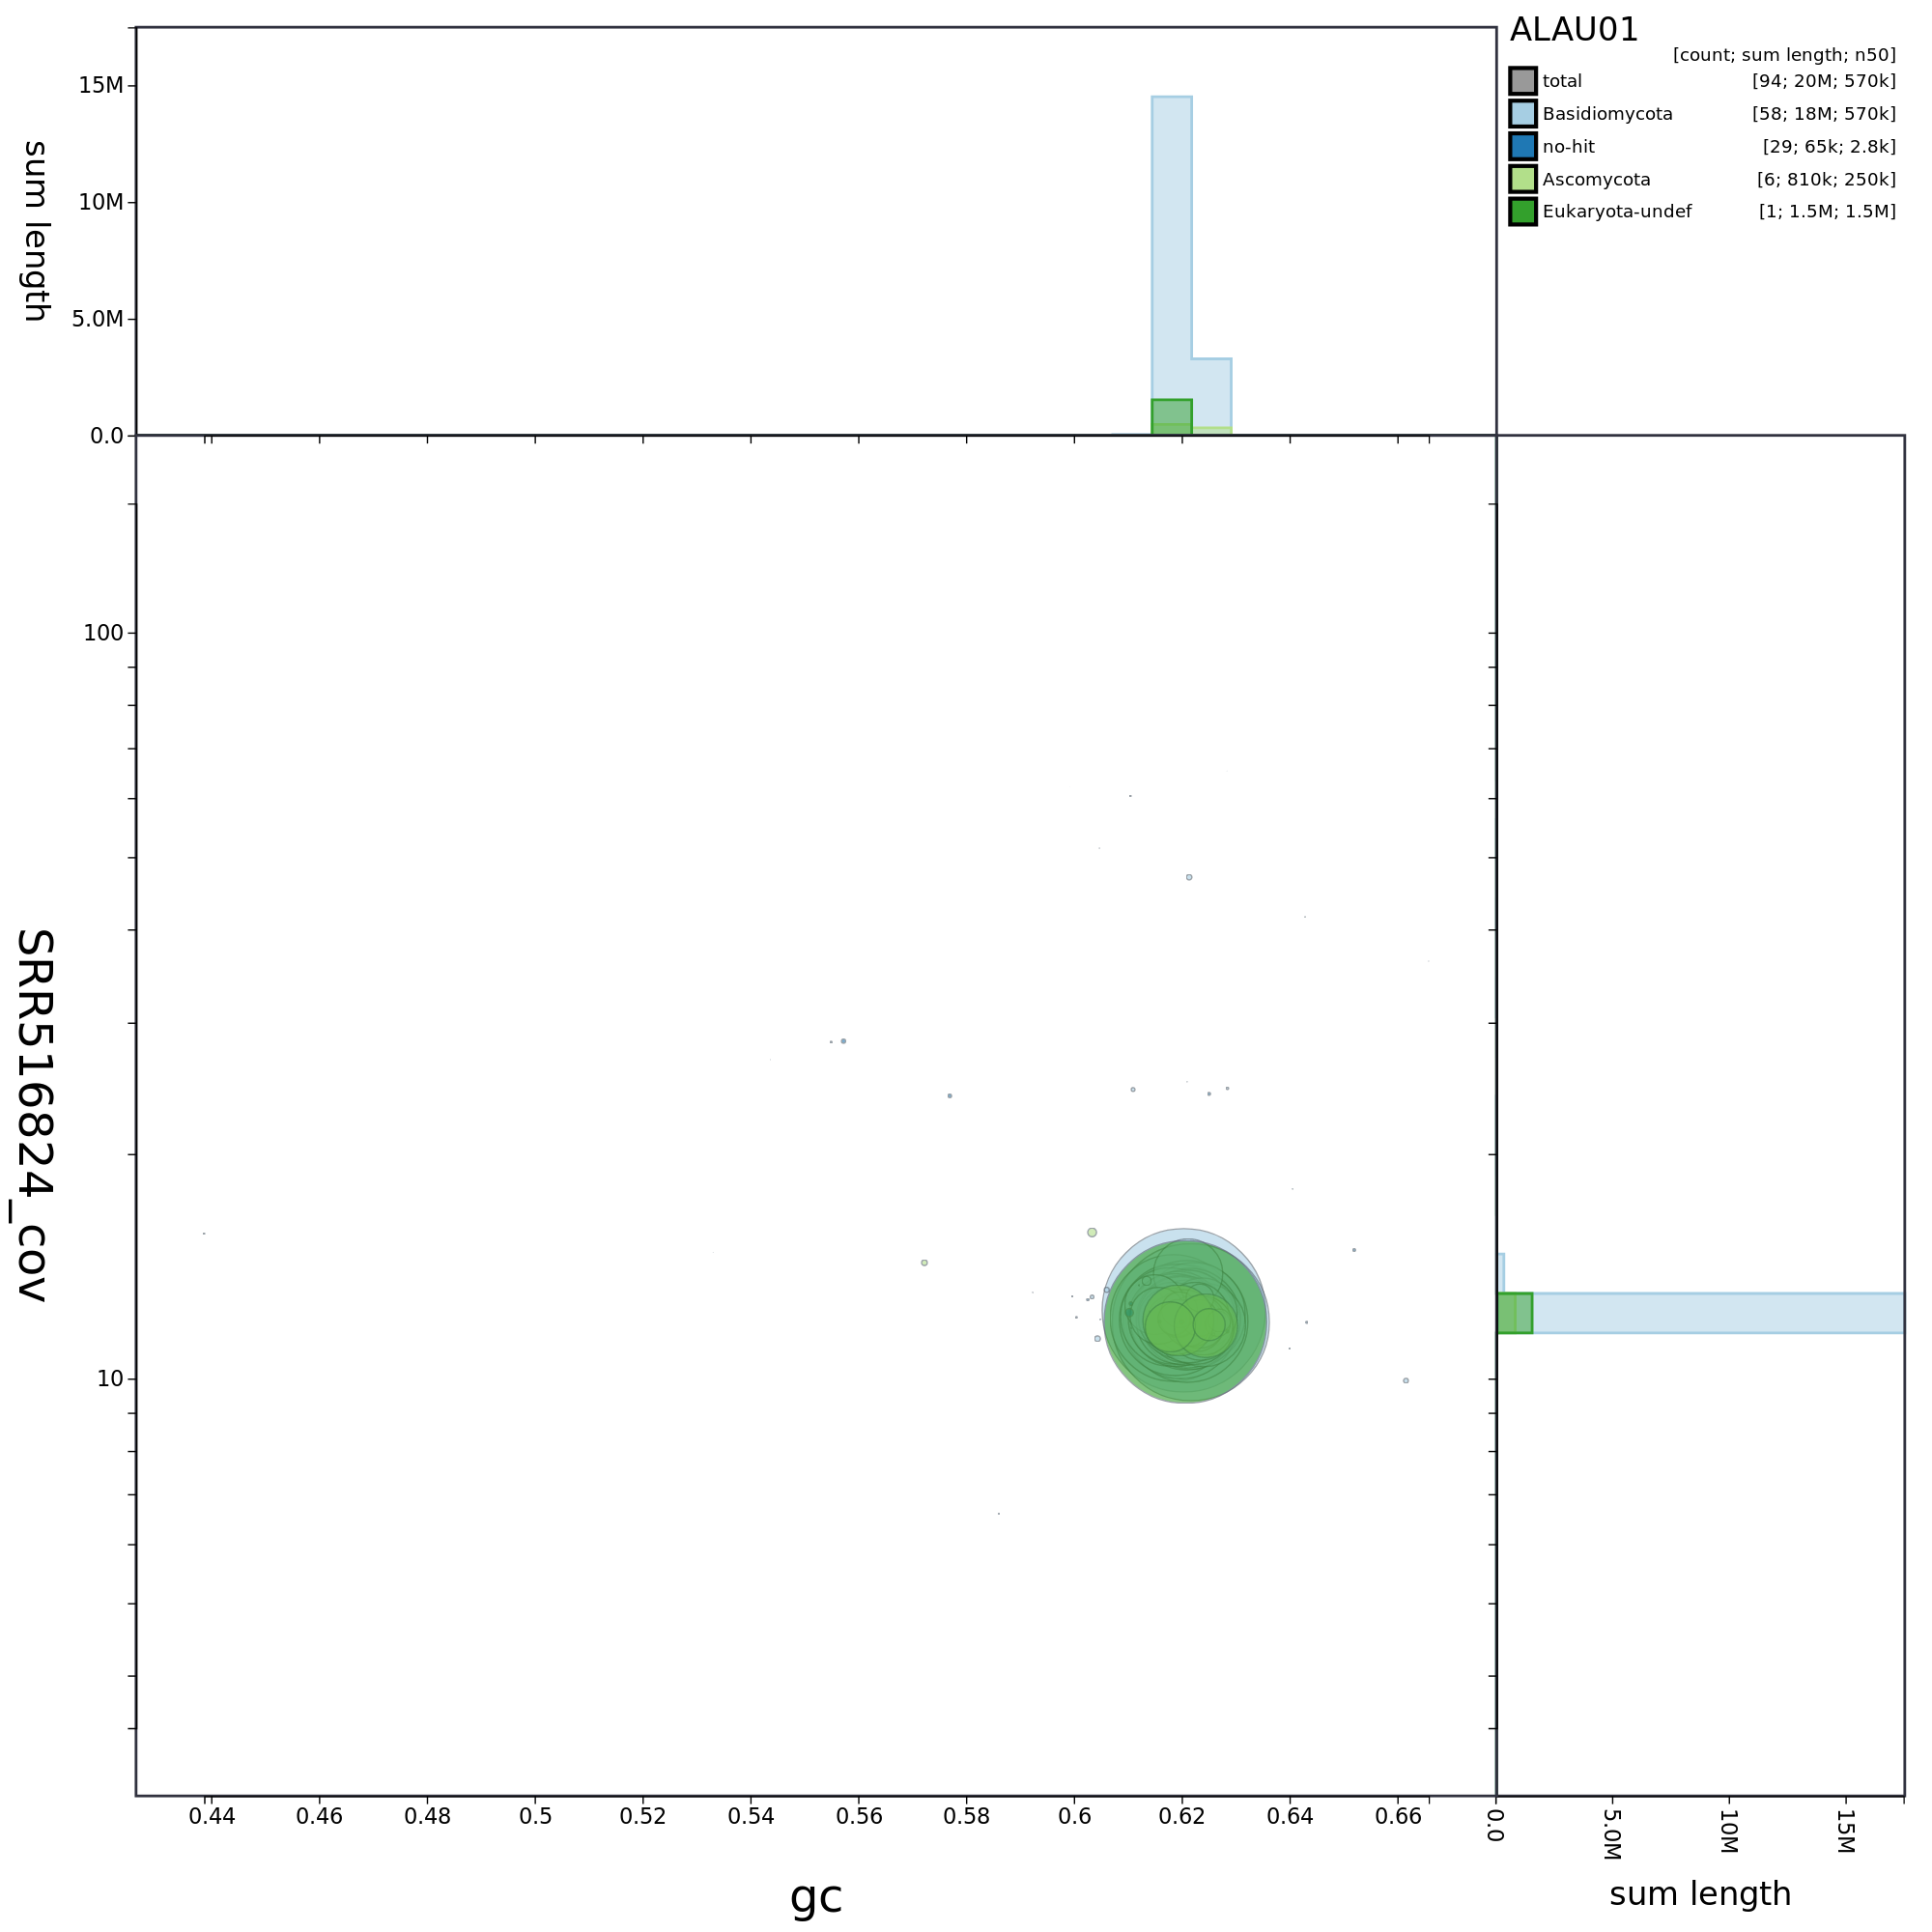 ALAU01
[count; sum length; n50]
total [94; 20M; 570k]
Basidiomycota [58; 18M; 570k]
no-hit [29; 65k; 2.8k]
Ascomycota [6; 810k; 250k]
Eukaryota-undef [1; 1.5M; 1.5M]
sum length
15M
10M
5.0M
0.0
SRR516824_cov
100
10
0.44 0.46 0.48 0.5 0.52 0.54 0.56 0.58 0.6 0.62 0.64 0.66
gc
0.0 5.0M 10M 15M
sum length